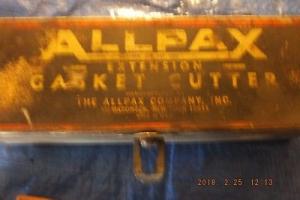 ALLPAX
EXTENSION
GASKET CUTTER
THE ALLPAX COMPANY, INC.
2018. 2. 25 12:13